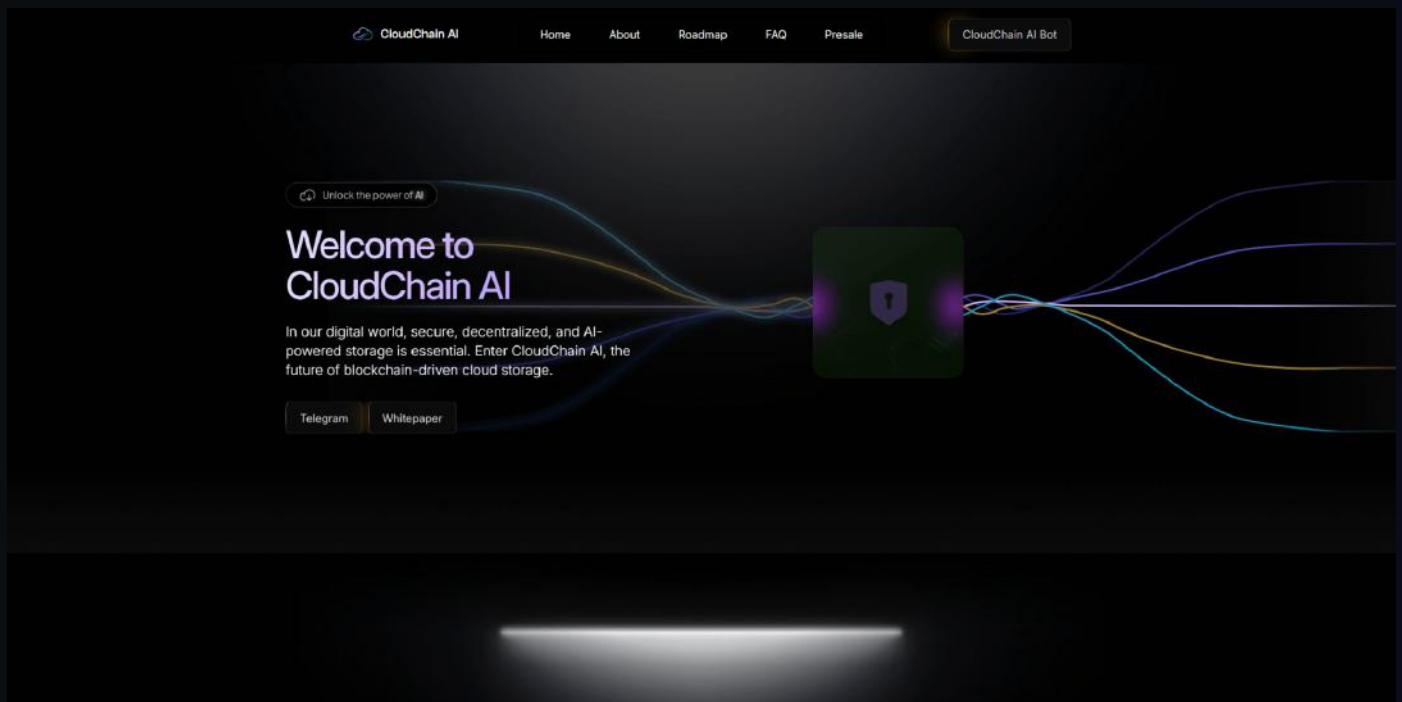 CloudChain AI
Home
About
Roadmap
FAQ
Presale
CloudChain AI Bot
Unlock the power of AI
Welcome to
CloudChain AI
In our digital world, secure, decentralized, and AI-
powered storage is essential. Enter CloudChain AI, the
future of blockchain-driven cloud storage.
Telegram
Whitepaper